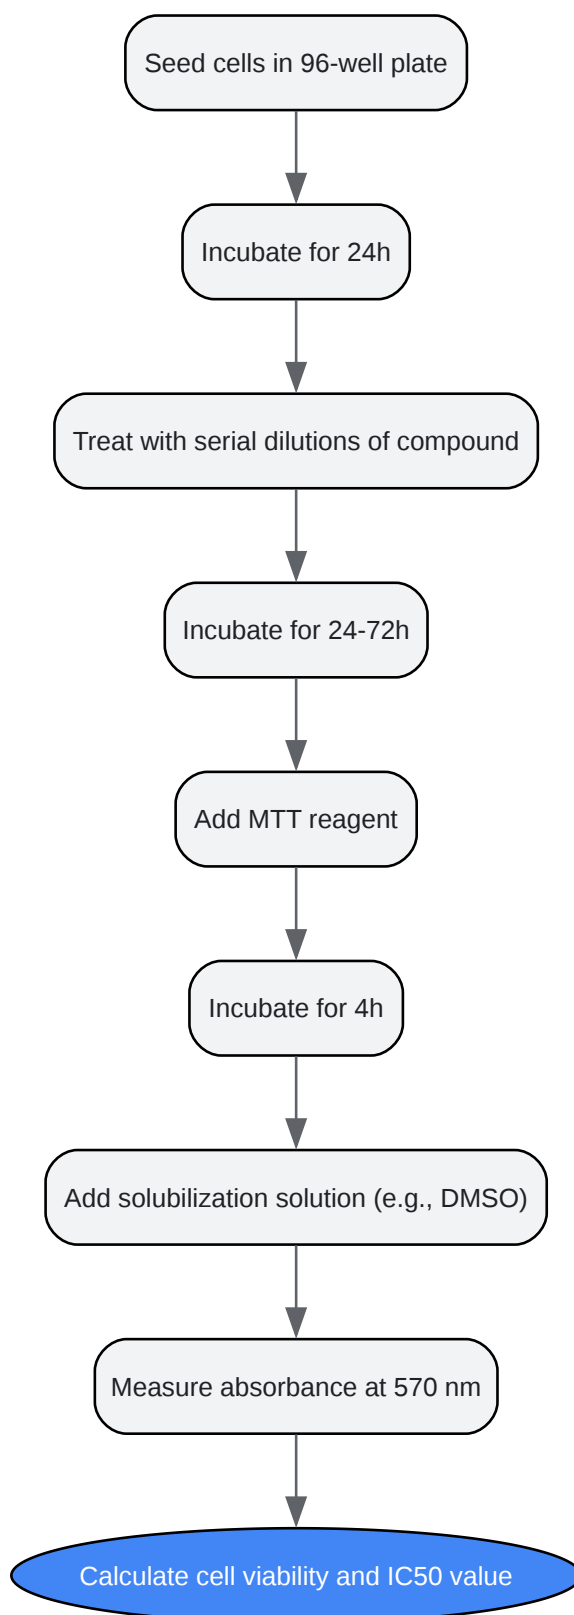 Seed cells in 96-well plate
Incubate for 24h
Treat with serial dilutions of compound
Incubate for 24-72h
Add MTT reagent
Incubate for 4h
Add solubilization solution (e.g., DMSO)
Measure absorbance at 570 nm
Calculate cell viability and IC50 value